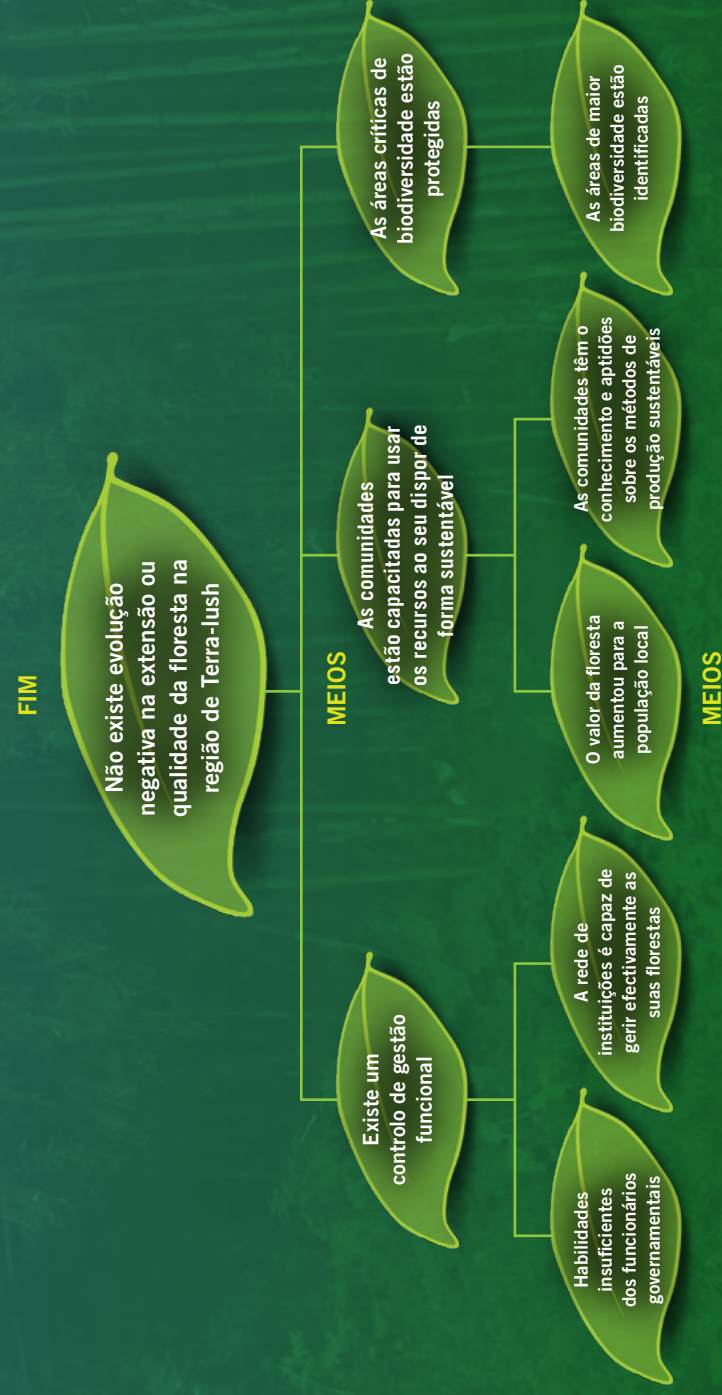 FIM
Não existe evolução
negativa na extensão ou
qualidade da floresta na
região de Terra-lush
MEIOS
Existe um
controlo de gestão
funcional
As comunidades
estão capacitadas para usar
os recursos ao seu dispor de
forma sustentável
As áreas críticas de
biodiversidade estão
protegidas
Habilidades
insuficientes
dos funcionários
governamentais
A rede de
instituições é capaz de
gerir efectivamente as
suas florestas
O valor da floresta
aumentou para a
população local
As comunidades têm o
conhecimento e aptidões
sobre os métodos de
produção sustentáveis
As áreas de maior
biodiversidade estão
identificadas
MEIOS